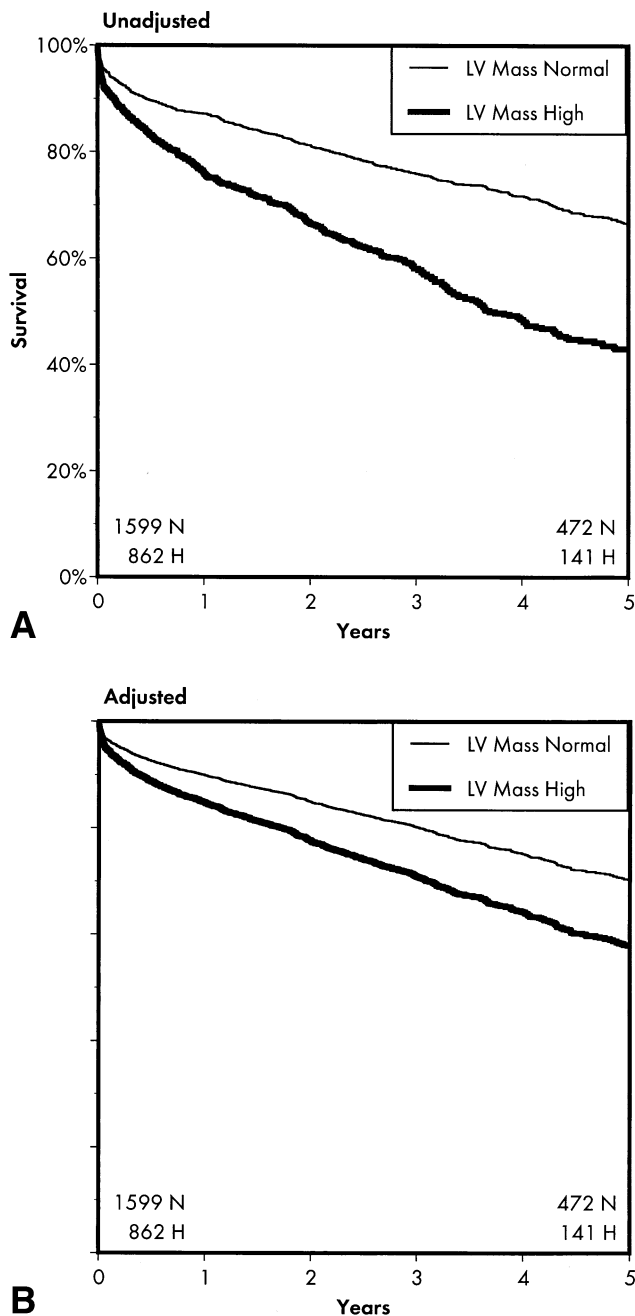 Unadjusted
100%
80%
60%
40%
20%
0%
Survival
LV Mass Normal
LV Mass High
1599 N
862 H
472 N
141 H
0 1 2 3 4 5
Years
A
Adjusted
LV Mass Normal
LV Mass High
1599 N
862 H
472 N
141 H
0 1 2 3 4 5
Years
B